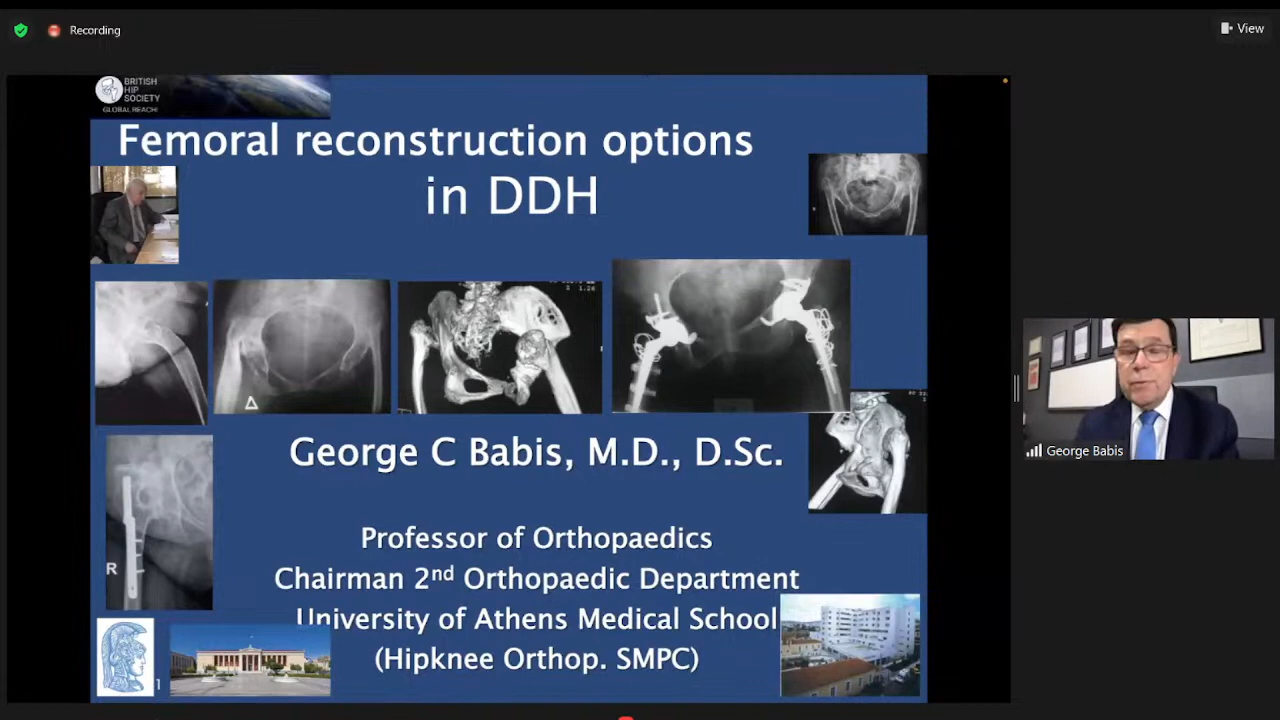 Recording
View
BRITISH
HIP
SOCIETY
GLOBAL REACH
Femoral reconstruction options
in DDH
George C Babis, M.D., D.Sc.
R
Professor of Orthopaedics
Chairman 2nd Orthopaedic Department
University of Athens Medical School
(Hipknee Orthop. SMPC)
1
George Babis